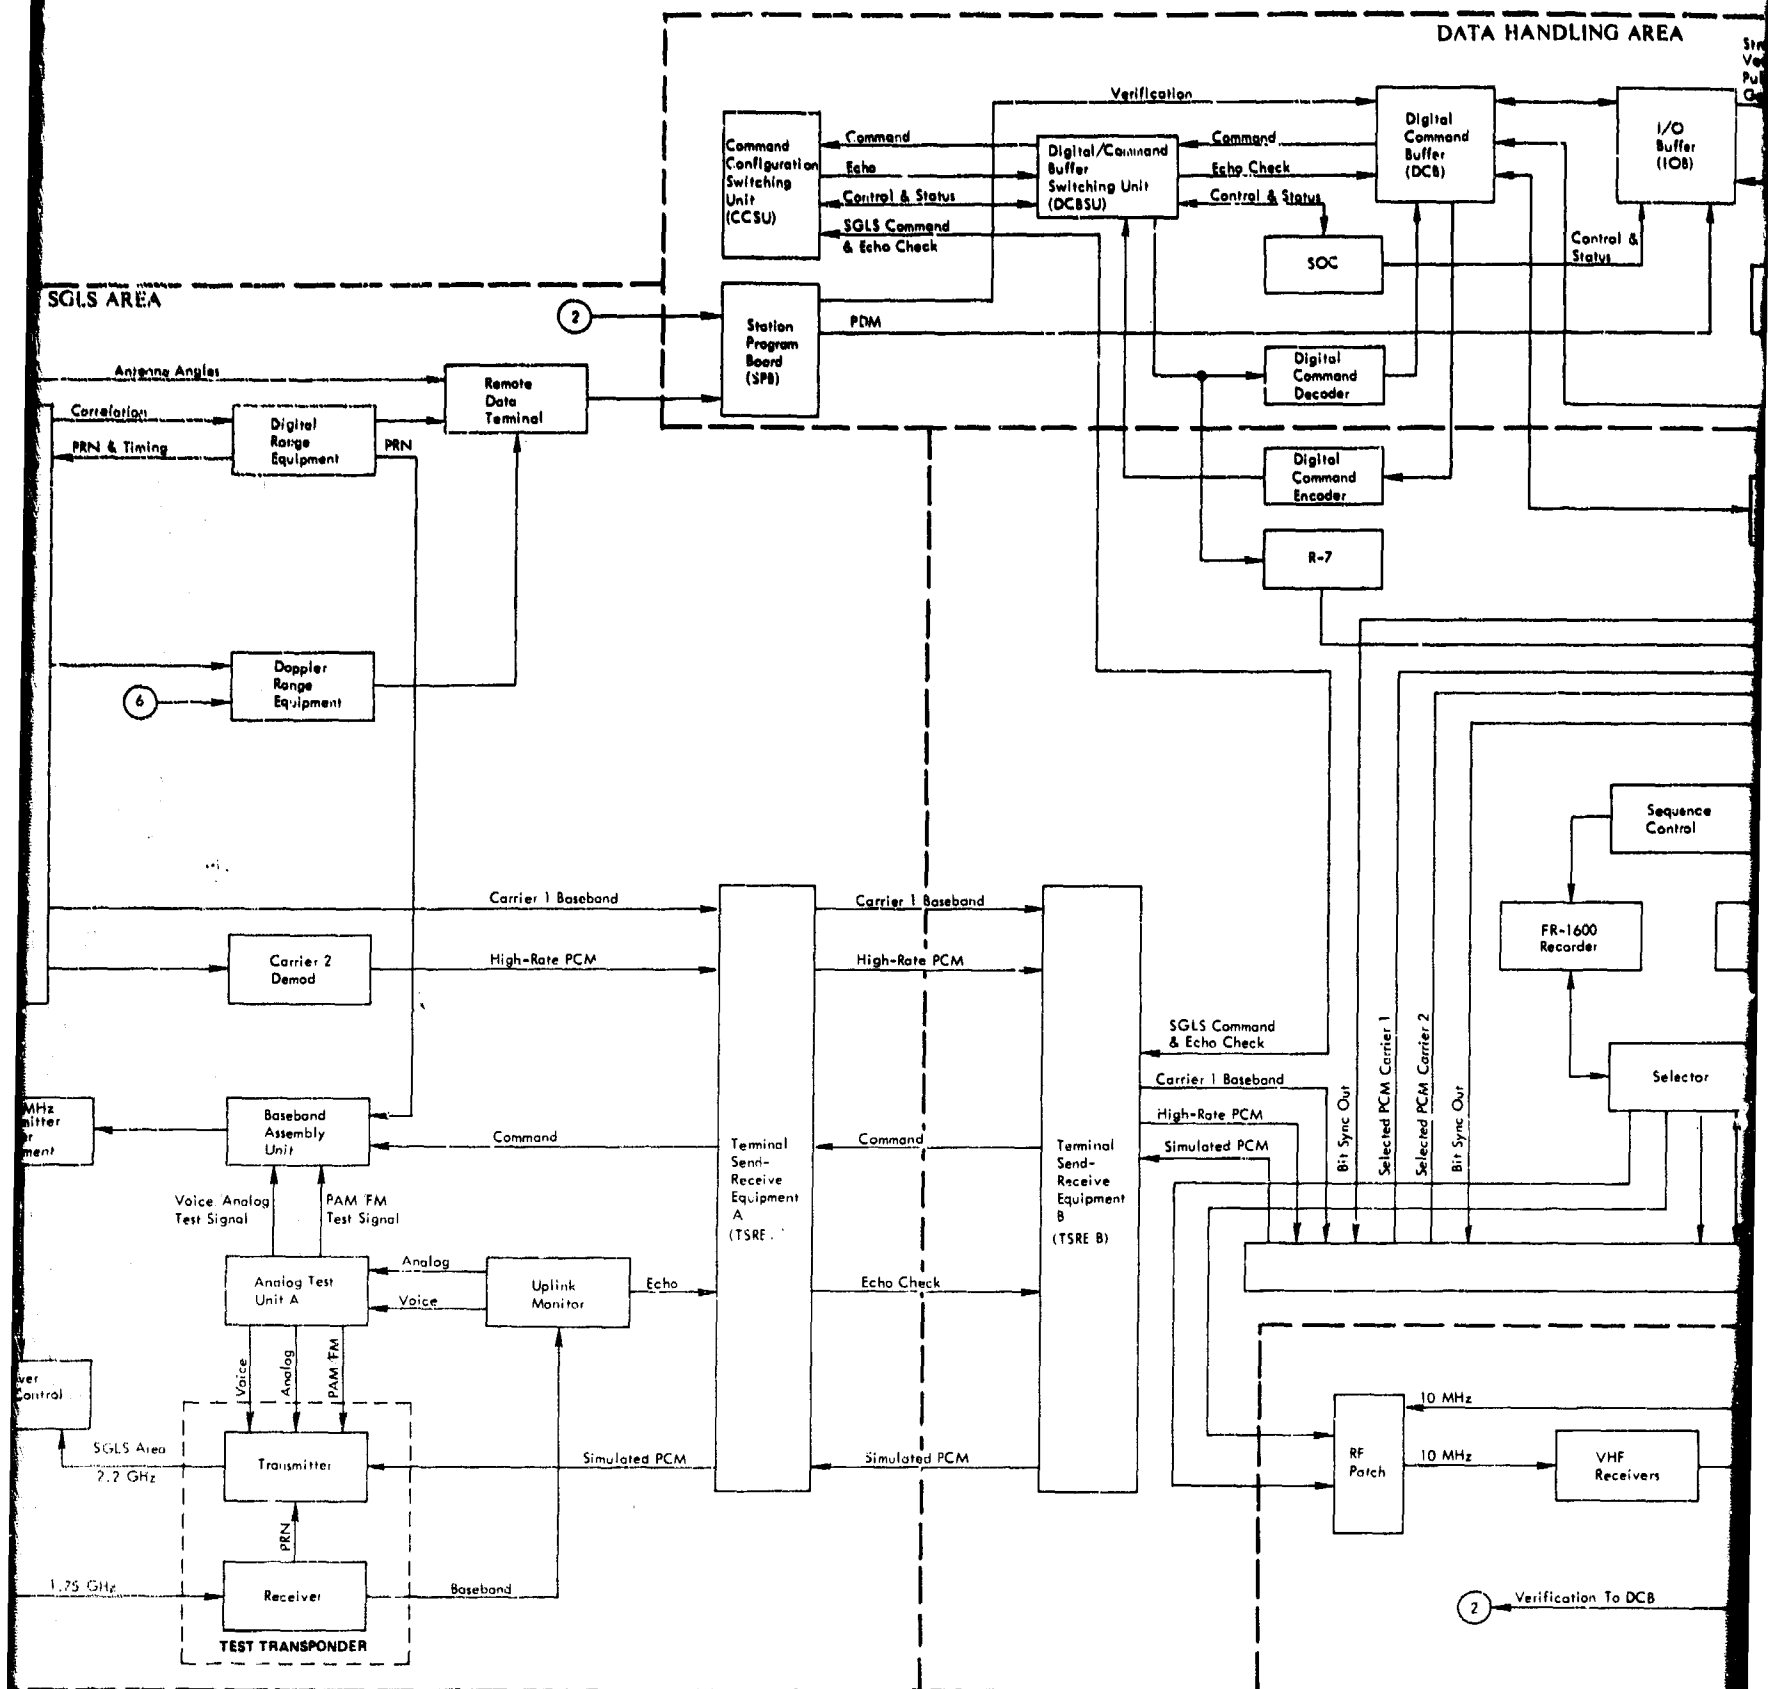 DATA HANDLING AREA
Verification
Command
Configuration
Switching
Unit
(CCSU)
Command
Echo
Control & Status
SGLS Command
& Echo Check
Digital/Command
Buffer
Switching Unit
(DCBSU)
Command
Echo Check
Control & Status
Digital
Command
Buffer
(DCB)
I/O
Buffer
(IOB)
SOC
Control &
Status
SGLS AREA
2
Station
Program
Board
(SPB)
PDM
Digital
Command
Decoder
Antenna Angles
Remote
Data
Terminal
Correlation
PRN & Timing
Digital
Range
Equipment
PRN
Digital
Command
Encoder
R-7
Doppler
Range
Equipment
6
Sequence
Control
Carrier 1 Baseband
Carrier 1 Baseband
FR-1600
Recorder
Carrier 2
Demod
High-Rate PCM
High-Rate PCM
SGLS Command
& Echo Check
Carrier 1 Baseband
High-Rate PCM
Simulated PCM
Bit Sync Out
Selected PCM Carrier 1
Selected PCM Carrier 2
Bit Sync Out
Selector
MHz
Baseband
Assembly
Unit
Command
Terminal
Send-
Receive
Equipment
A
(TSRE
Command
Terminal
Send-
Receive
Equipment
B
(TSRE B)
Voice Analog
Test Signal
PAM FM
Test Signal
Analog Test
Unit A
Analog
Voice
Uplink
Monitor
Echo
Echo Check
Voice
Analog
PAM FM
Control
SGLS Area
2.2 GHz
Transmitter
Simulated PCM
Simulated PCM
10 MHz
RF
Patch
10 MHz
VHF
Receivers
PRN
1.75 GHz
Receiver
Baseband
TEST TRANSPONDER
2
Verification To DCB